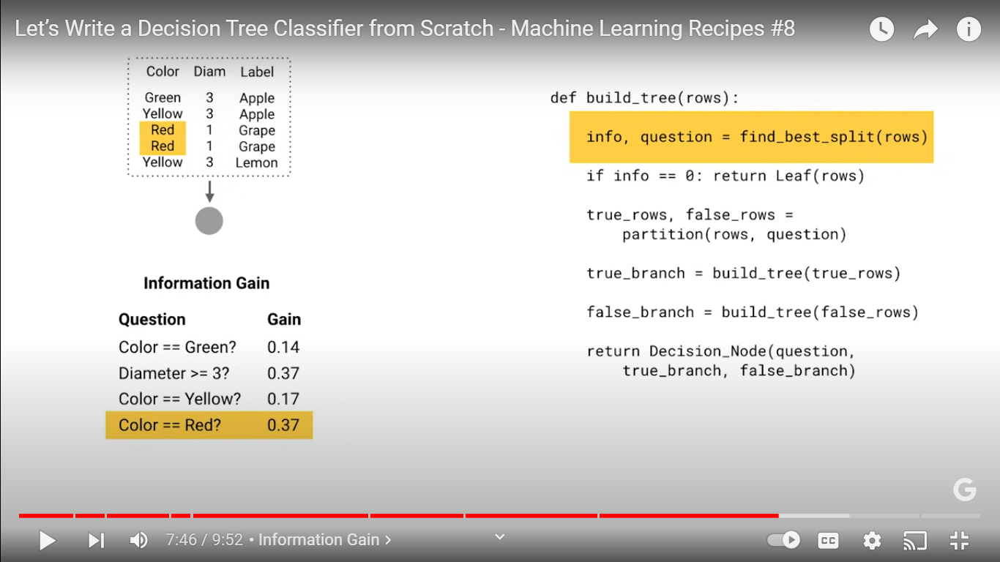 Let's Write a Decision Tree Classifier from Scratch - Machine Learning Recipes #8
Color Diam Label
Green 3 Apple
Yellow 3 Apple
Red 1 Grape
Red 1 Grape
Yellow 3 Lemon
Information Gain
Question Gain
Color == Green? 0.14
Diameter >= 3? 0.37
Color == Yellow? 0.17
Color == Red? 0.37
def build_tree(rows):
info, question = find_best_split(rows)
if info == 0: return Leaf(rows)
true_rows, false_rows =
partition(rows, question)
true_branch = build_tree(true_rows)
false_branch = build_tree(false_rows)
return Decision_Node(question,
true_branch, false_branch)
G
7:46 / 9:52 • Information Gain >
CC